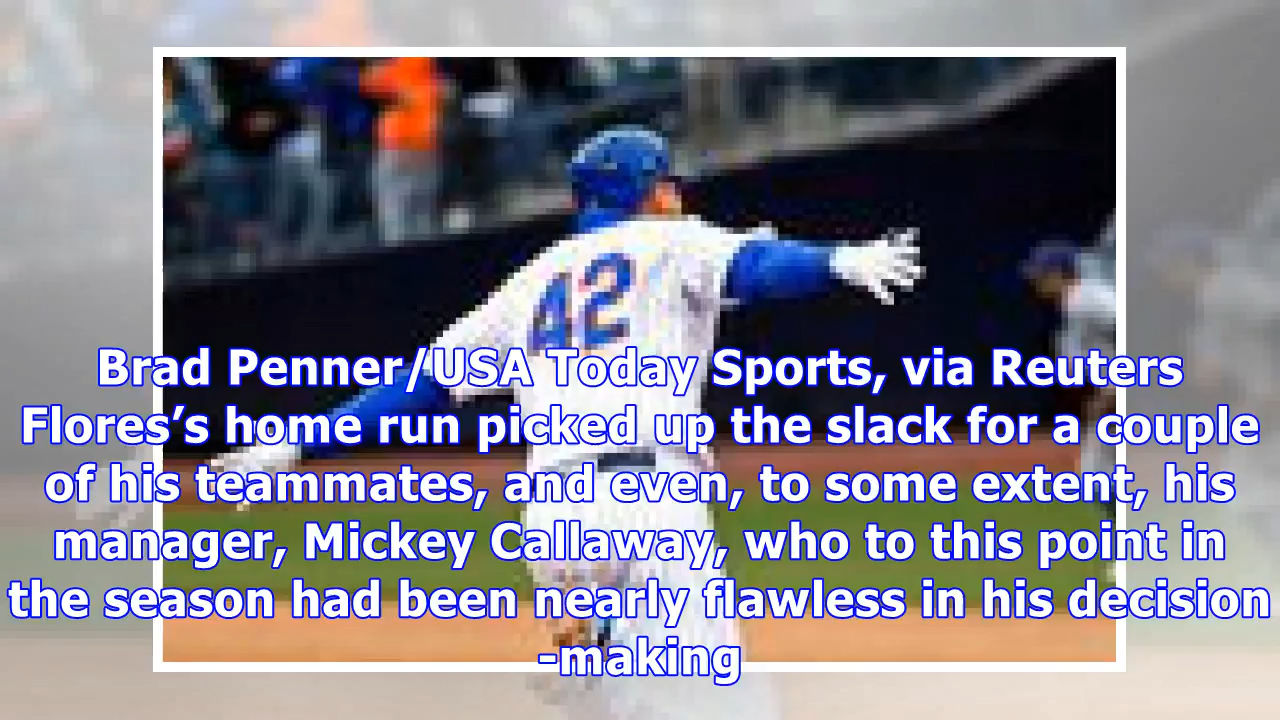 42
Brad Penner/USA Today Sports, via Reuters
Flores’s home run picked up the slack for a couple
of his teammates, and even, to some extent, his
manager, Mickey Callaway, who to this point in
the season had been nearly flawless in his decision
-making